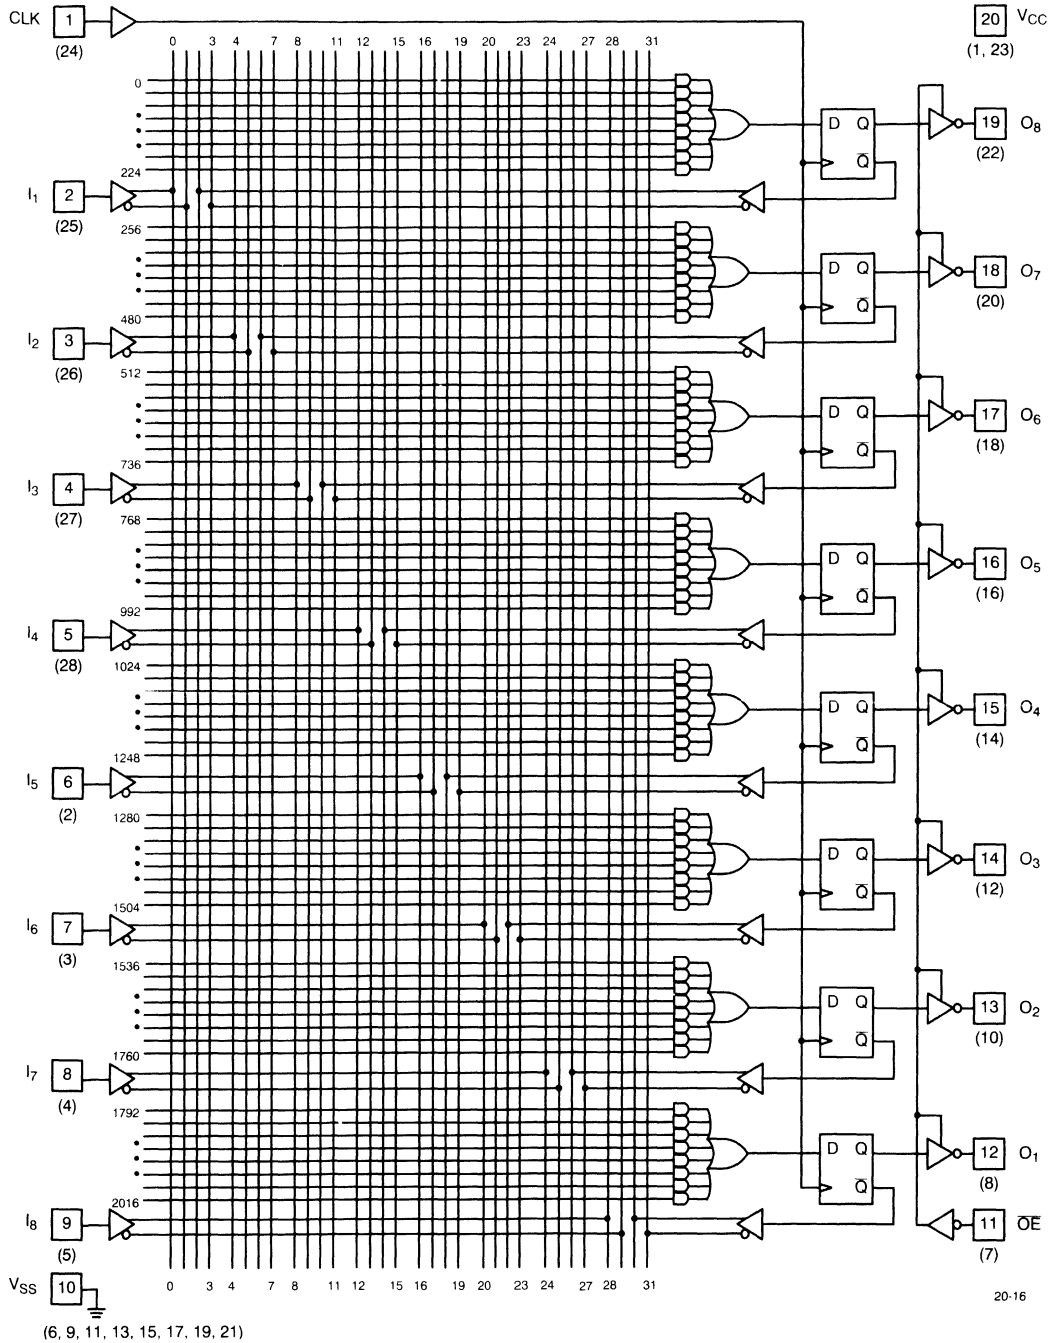 CLK 1 20 VCC
(24) 0 3 4 7 8 11 12 15 16 19 20 23 24 27 28 31 (1, 23)
0
D Q 19 O8
Q̅ (22)
224
I1 2
(25)
256
D Q 18 O7
Q̅ (20)
480
I2 3
(26)
512
D Q 17 O6
Q̅ (18)
736
I3 4
(27)
768
D Q 16 O5
Q̅ (16)
992
I4 5
(28)
1024
D Q 15 O4
Q̅ (14)
1248
I5 6
(2)
1280
D Q 14 O3
Q̅ (12)
1504
I6 7
(3)
1536
D Q 13 O2
Q̅ (10)
1760
I7 8
(4)
1792
D Q 12 O1
Q̅ (8)
2016
I8 9 11 O̅E̅
(5) (7)
VSS 10 0 3 4 7 8 11 12 15 16 19 20 23 24 27 28 31
20-16
(6, 9, 11, 13, 15, 17, 19, 21)